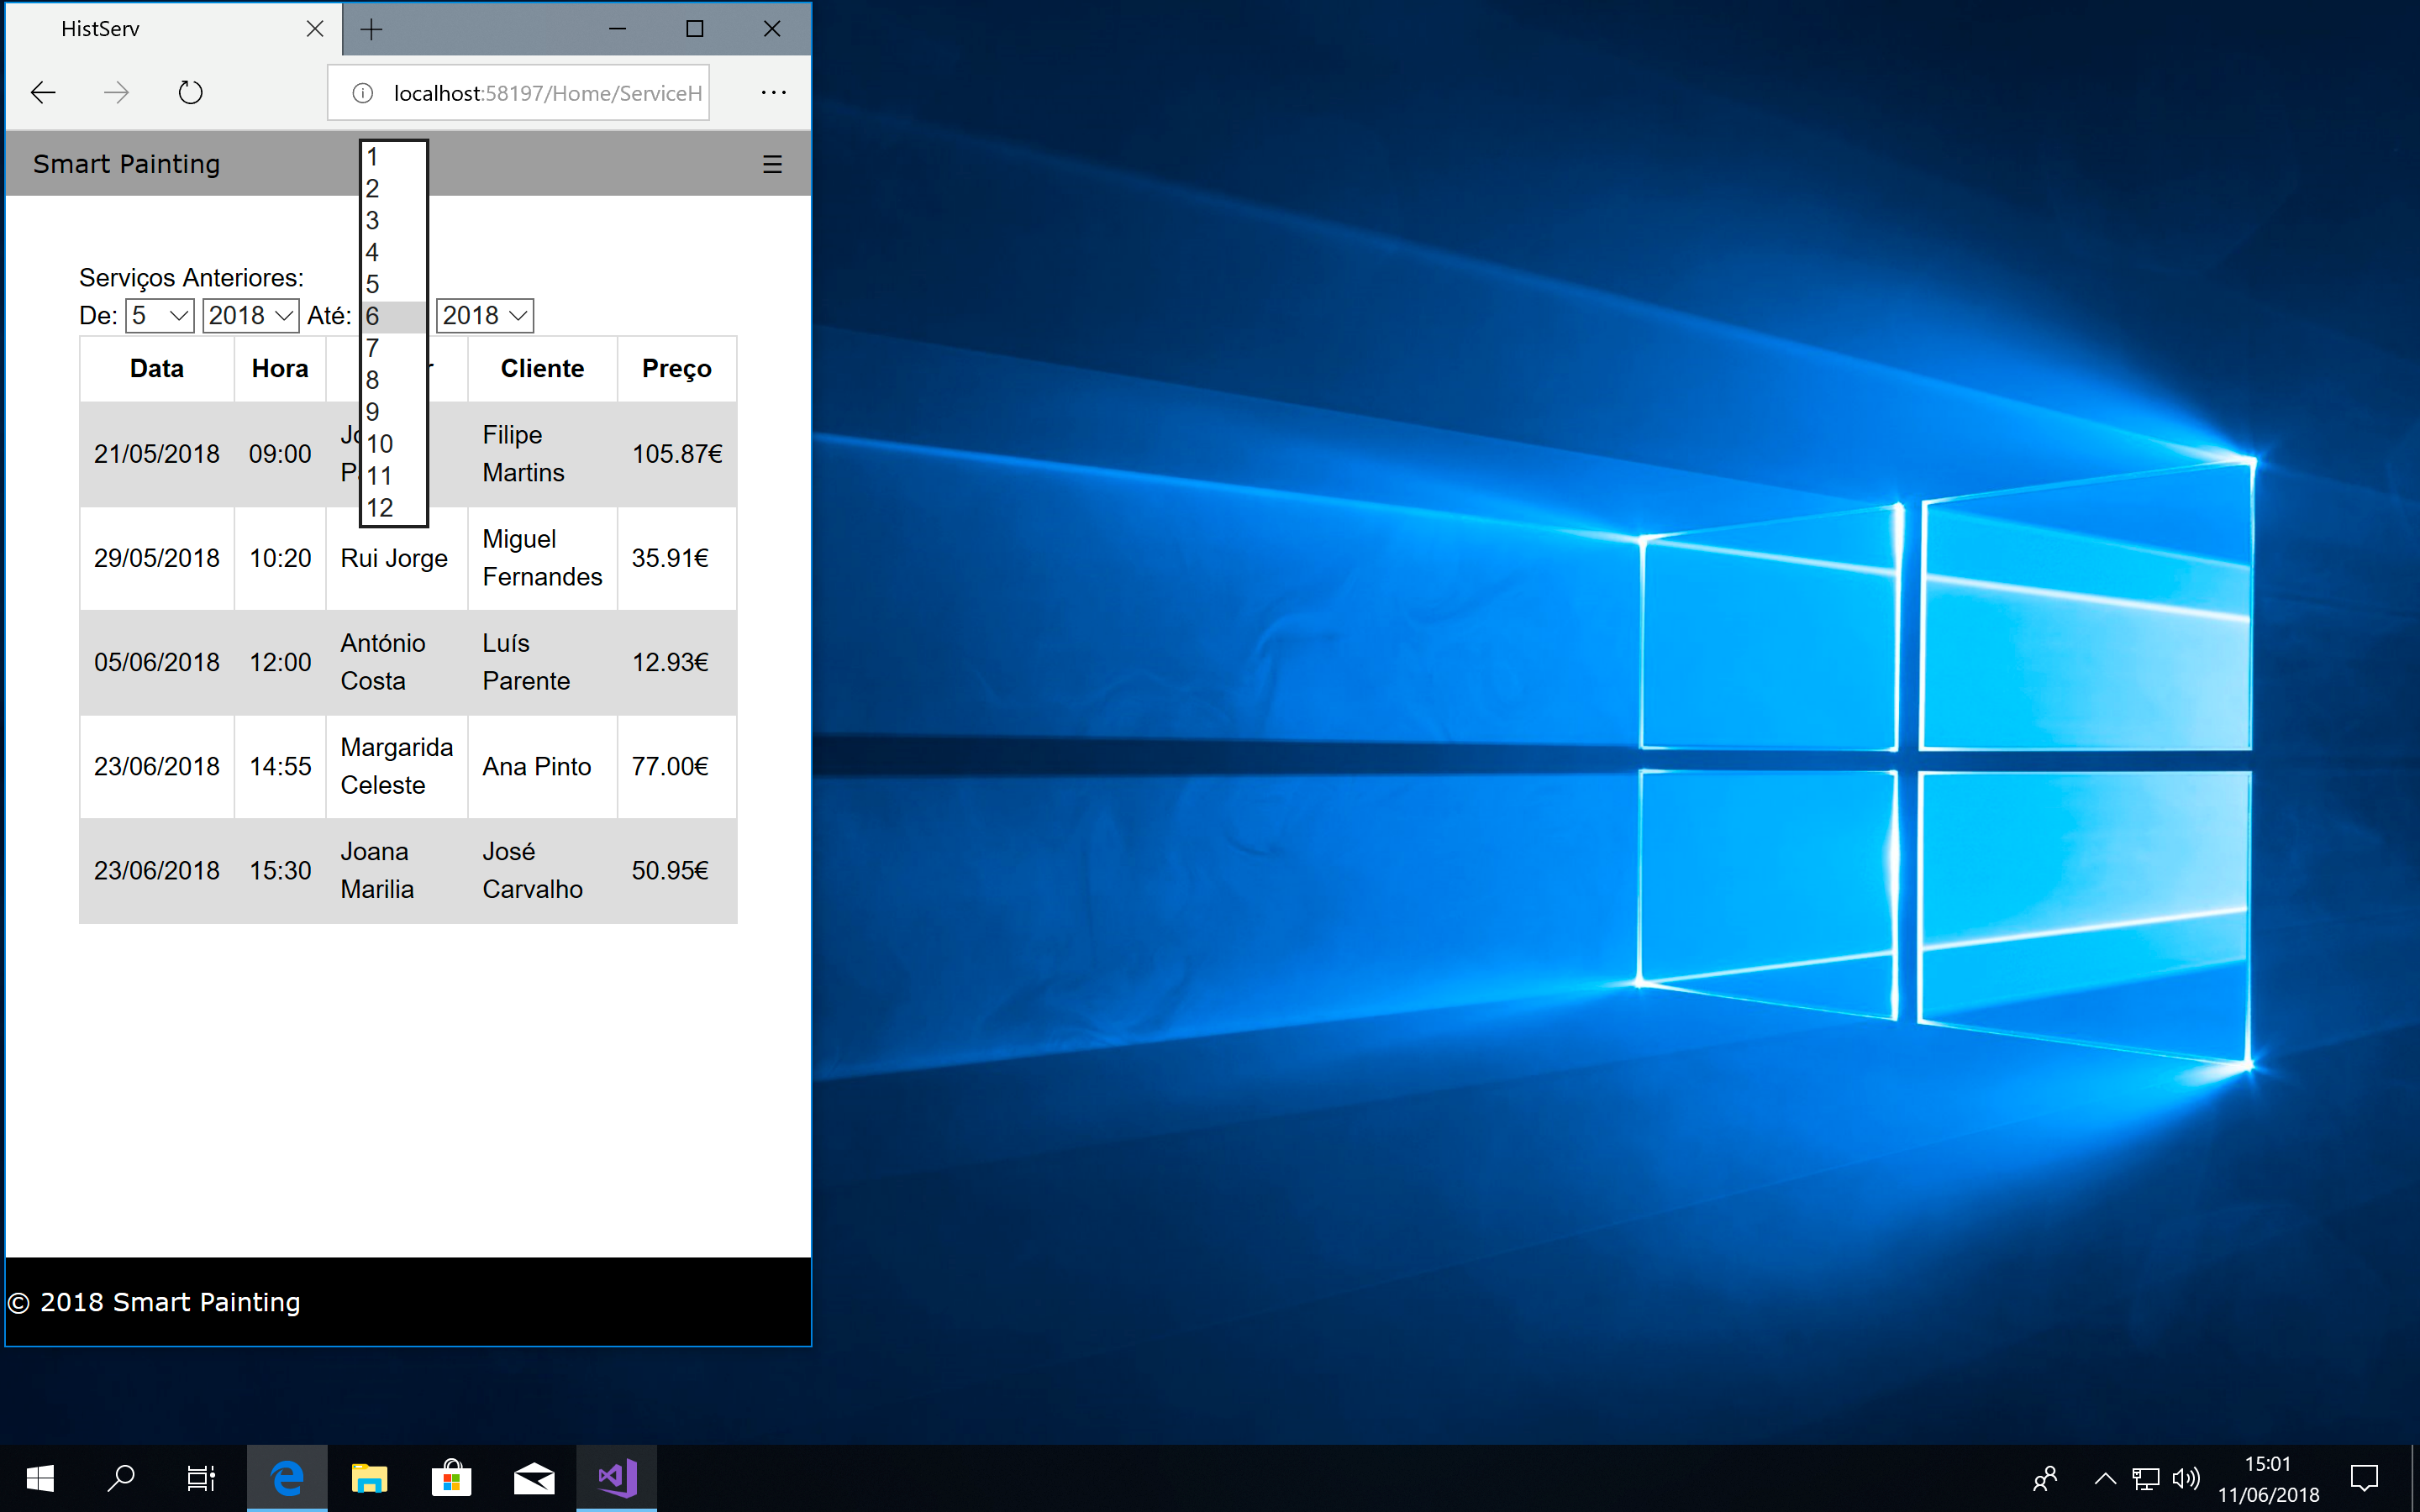 HistServ
localhost:58197/Home/ServiceH
Smart Painting
Serviços Anteriores:
De: 5 2018 Até: 2018
1
2
3
4
5
6
7
8
9
10
11
12
Data Hora Cliente Preço
21/05/2018 09:00 Filipe Martins 105.87€
29/05/2018 10:20 Rui Jorge Miguel Fernandes 35.91€
05/06/2018 12:00 António Costa Luís Parente 12.93€
23/06/2018 14:55 Margarida Celeste Ana Pinto 77.00€
23/06/2018 15:30 Joana Marilia José Carvalho 50.95€
© 2018 Smart Painting
15:01
11/06/2018